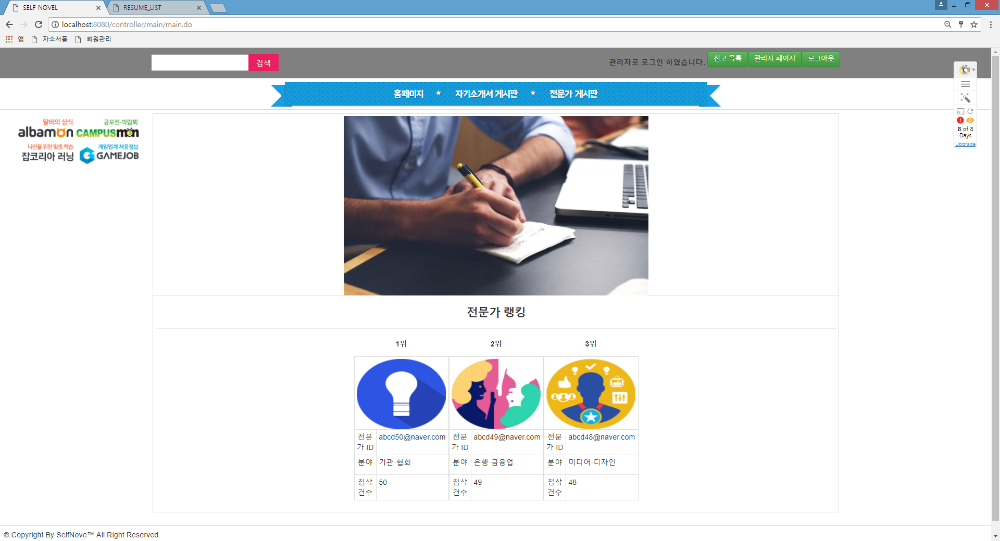 SELF NOVEL
RESUME_LIST
localhost:8080/controller/main/main.do
앱 자소서폼 회원관리
검색
관리자로 로그인 하였습니다. 신고 목록 관리자 페이지 로그아웃
홈페이지 ★ 자기소개서 게시판 ★ 전문가 게시판
알바의 상식 공모전·박람회
albamon CAMPUSmon
나만을 위한 맞춤 학습 게임업계 채용정보
잡코리아 러닝 GAMEJOB
8 of 8
Days
Upgrade
전문가 랭킹
1위 2위 3위
전문가 ID abcd50@naver.com 전문가 ID abcd49@naver.com 전문가 ID abcd48@naver.com
분야 기관·협회 분야 은행·금융업 분야 미디어·디자인
첨삭건수 50 첨삭건수 49 첨삭건수 48
® Copyright By SelfNove™ All Right Reserved.